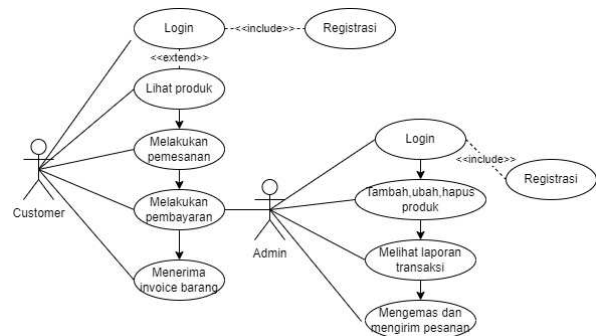 Login
<<include>>
Registrasi
<<extend>>
Lihat produk
Melakukan
pemesanan
Melakukan
pembayaran
Menerima
invoice barang
Customer
Login
<<include>>
Registrasi
Tambah,ubah,hapus
produk
Admin
Melihat laporan
transaksi
Mengemas dan
mengirim pesanan